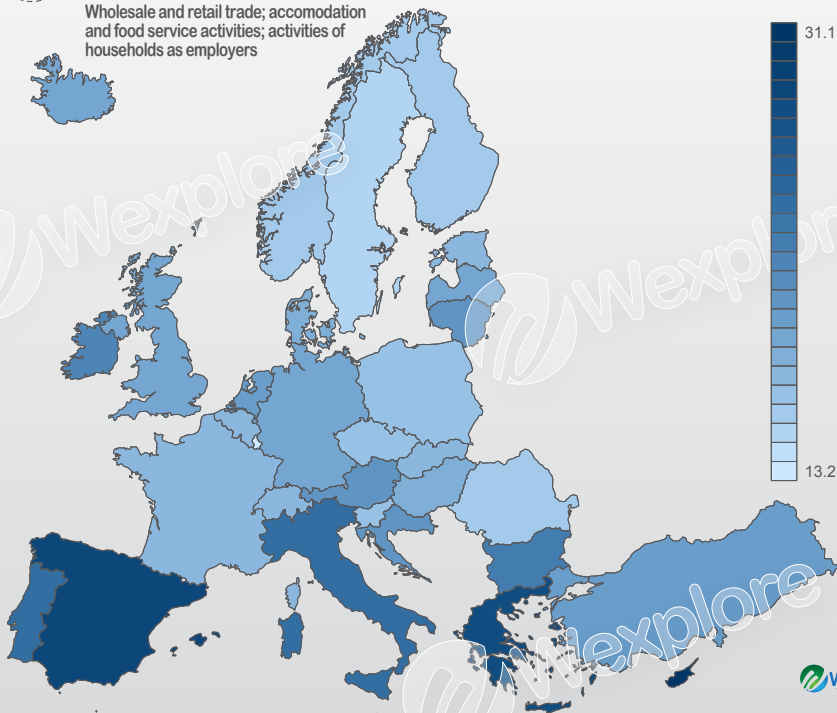 Wholesale and retail trade; accomodation
and food service activities; activities of
households as employers
31.1
13.2
Wexplore
Wexplore
Wexplore
Wexplore
W